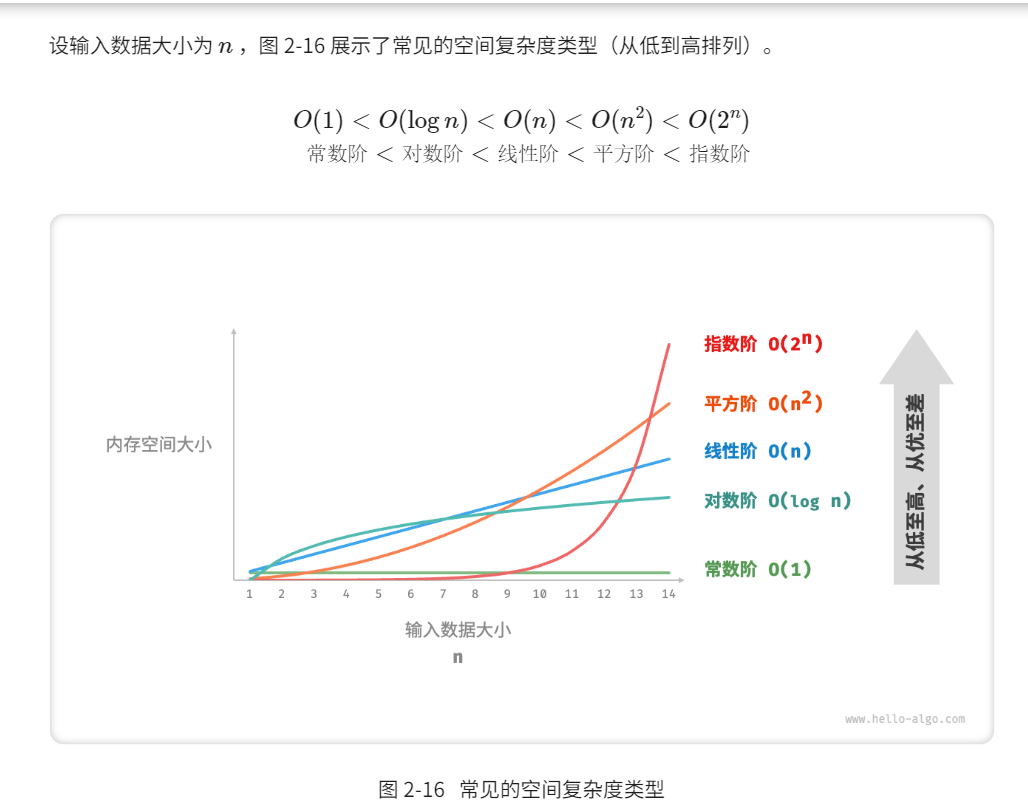 设输入数据大小为 n ，图 2-16 展示了常见的空间复杂度类型（从低到高排列）。
O(1) < O(log n) < O(n) < O(n²) < O(2ⁿ)
常数阶 < 对数阶 < 线性阶 < 平方阶 < 指数阶
指数阶 O(2ⁿ)
平方阶 O(n²)
内存空间大小
线性阶 O(n)
对数阶 O(log n)
常数阶 O(1)
从低至高、从优至差
1 2 3 4 5 6 7 8 9 10 11 12 13 14
输入数据大小
n
www.hello-algo.com
图 2-16 常见的空间复杂度类型